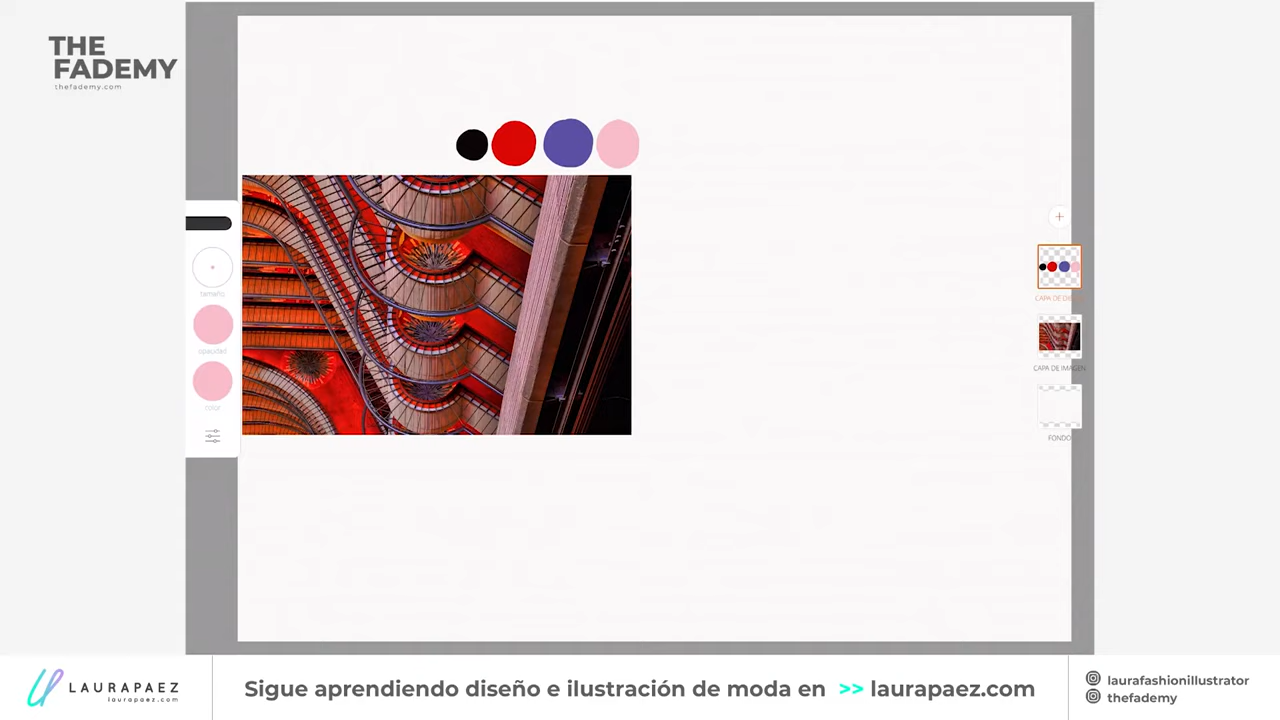 THE
FADEMY
thefademy.com
tamaño
opacidad
color
CAPA DE IMAGEN
FONDO
LAURAPAEZ
laurapaez.com
Sigue aprendiendo diseño e ilustración de moda en >> laurapaez.com
laurafashionillustrator
thefademy